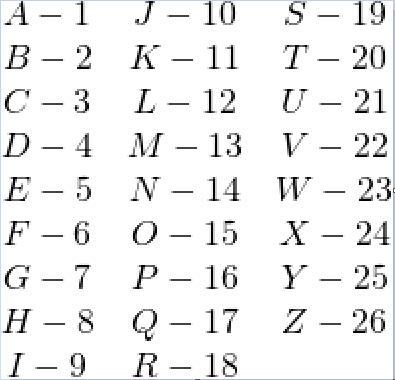 A – 1 J – 10 S – 19
B – 2 K – 11 T – 20
C – 3 L – 12 U – 21
D – 4 M – 13 V – 22
E – 5 N – 14 W – 23
F – 6 O – 15 X – 24
G – 7 P – 16 Y – 25
H – 8 Q – 17 Z – 26
I – 9 R – 18